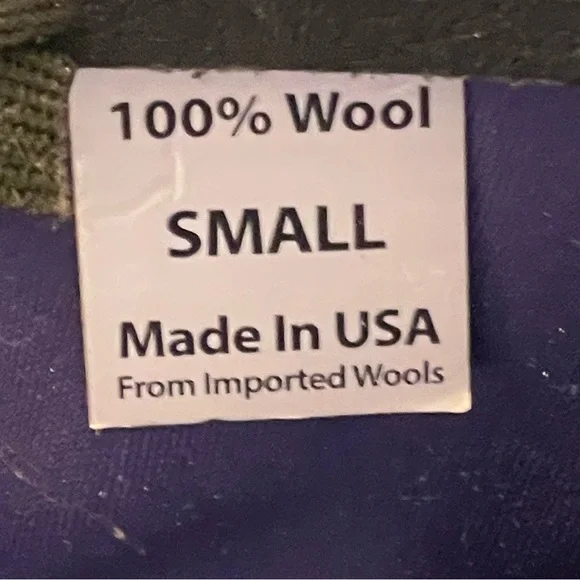 100% Wool
SMALL
Made In USA
From Imported Wools